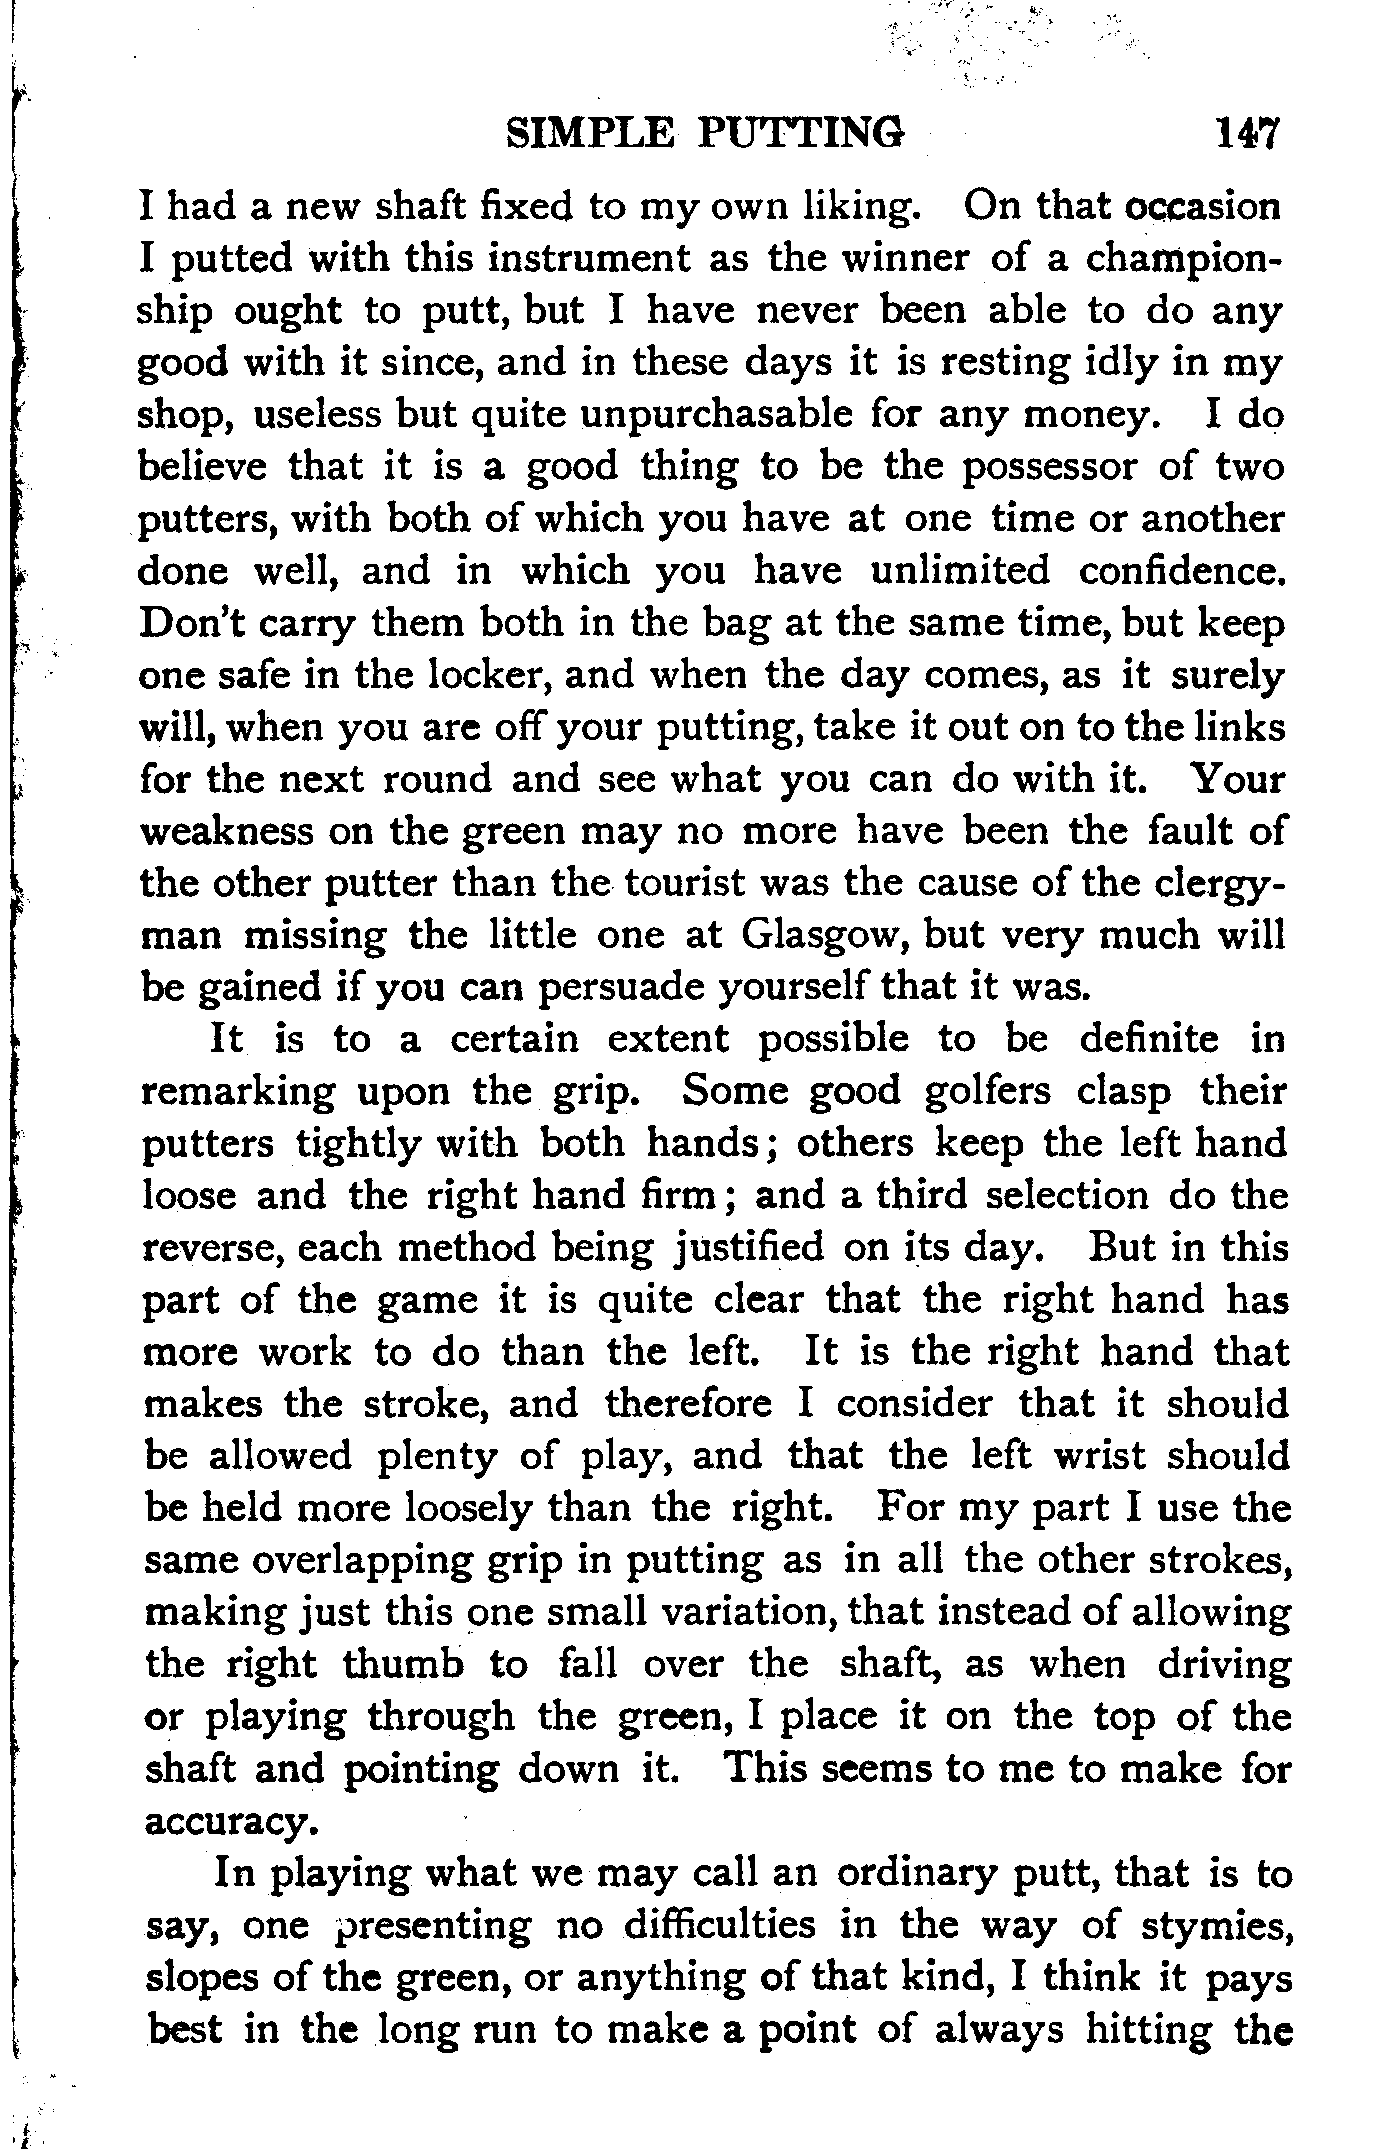 SIMPLE PUTTING 147
I had a new shaft fixed to my own liking. On that occasion
I putted with this instrument as the winner of a champion-
ship ought to putt, but I have never been able to do any
good with it since, and in these days it is resting idly in my
shop, useless but quite unpurchasable for any money. I do
believe that it is a good thing to be the possessor of two
putters, with both of which you have at one time or another
done well, and in which you have unlimited confidence.
Don't carry them both in the bag at the same time, but keep
one safe in the locker, and when the day comes, as it surely
will, when you are off your putting, take it out on to the links
for the next round and see what you can do with it. Your
weakness on the green may no more have been the fault of
the other putter than the tourist was the cause of the clergy-
man missing the little one at Glasgow, but very much will
be gained if you can persuade yourself that it was.
It is to a certain extent possible to be definite in
remarking upon the grip. Some good golfers clasp their
putters tightly with both hands; others keep the left hand
loose and the right hand firm; and a third selection do the
reverse, each method being justified on its day. But in this
part of the game it is quite clear that the right hand has
more work to do than the left. It is the right hand that
makes the stroke, and therefore I consider that it should
be allowed plenty of play, and that the left wrist should
be held more loosely than the right. For my part I use the
same overlapping grip in putting as in all the other strokes,
making just this one small variation, that instead of allowing
the right thumb to fall over the shaft, as when driving
or playing through the green, I place it on the top of the
shaft and pointing down it. This seems to me to make for
accuracy.
In playing what we may call an ordinary putt, that is to
say, one presenting no difficulties in the way of stymies,
slopes of the green, or anything of that kind, I think it pays
best in the long run to make a point of always hitting the